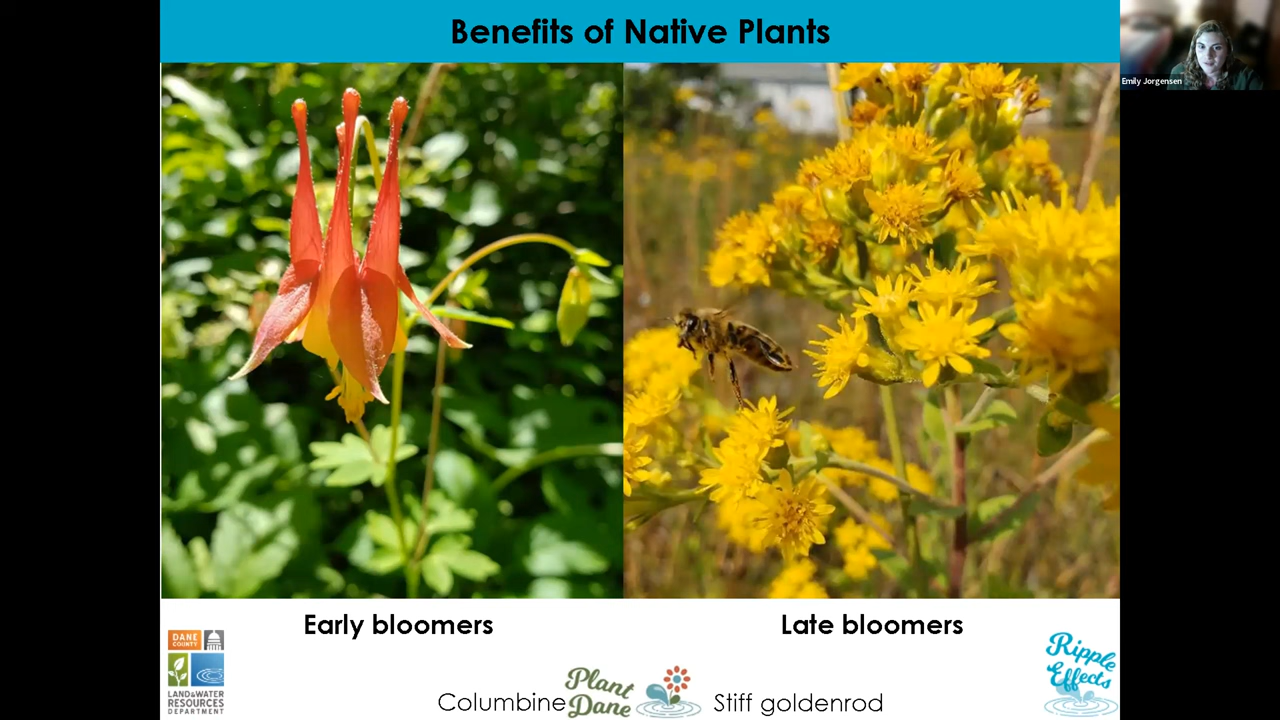 Benefits of Native Plants
Emily Jorgensen
Early bloomers
Late bloomers
DANE
COUNTY
LAND&WATER
RESOURCES
DEPARTMENT
Columbine
Plant
Dane
Stiff goldenrod
Ripple
Effects